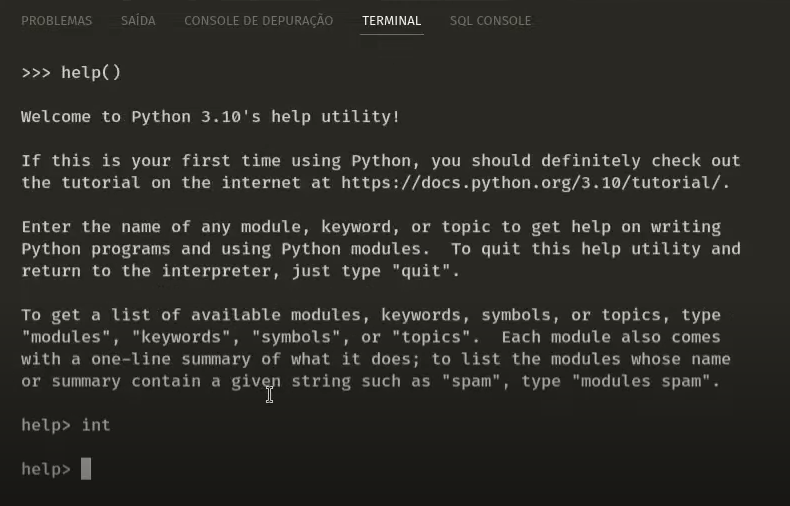 PROBLEMAS SAÍDA CONSOLE DE DEPURAÇÃO TERMINAL SQL CONSOLE
>>> help()
Welcome to Python 3.10's help utility!
If this is your first time using Python, you should definitely check out
the tutorial on the internet at https://docs.python.org/3.10/tutorial/.
Enter the name of any module, keyword, or topic to get help on writing
Python programs and using Python modules.  To quit this help utility and
return to the interpreter, just type "quit".
To get a list of available modules, keywords, symbols, or topics, type
"modules", "keywords", "symbols", or "topics".  Each module also comes
with a one-line summary of what it does; to list the modules whose name
or summary contain a given string such as "spam", type "modules spam".
help> int
help>